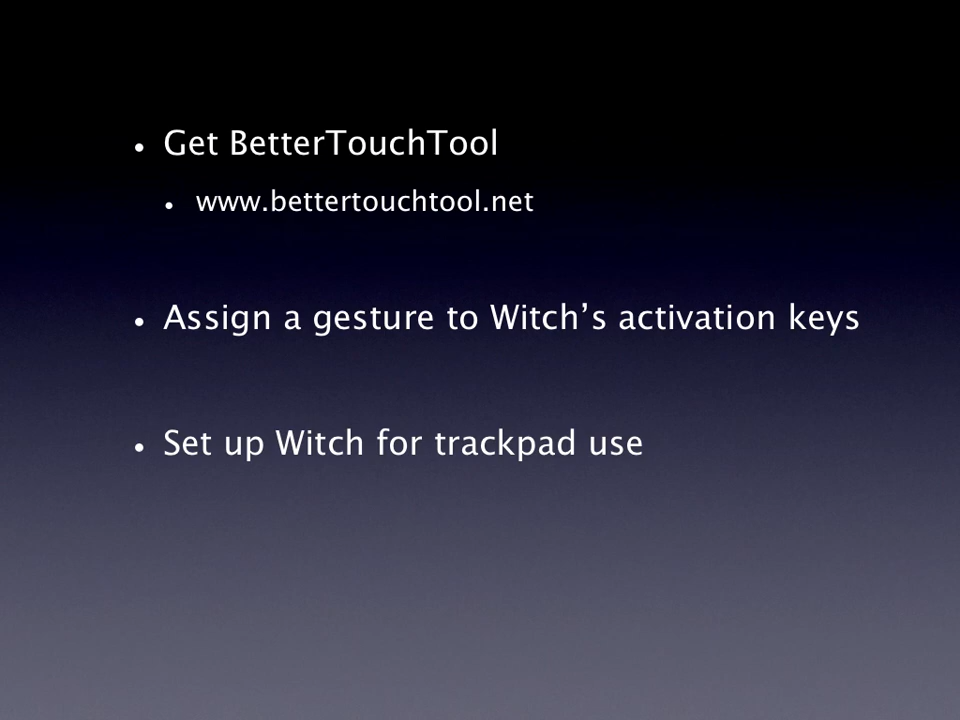 • Get BetterTouchTool
• www.bettertouchtool.net
• Assign a gesture to Witch’s activation keys
• Set up Witch for trackpad use